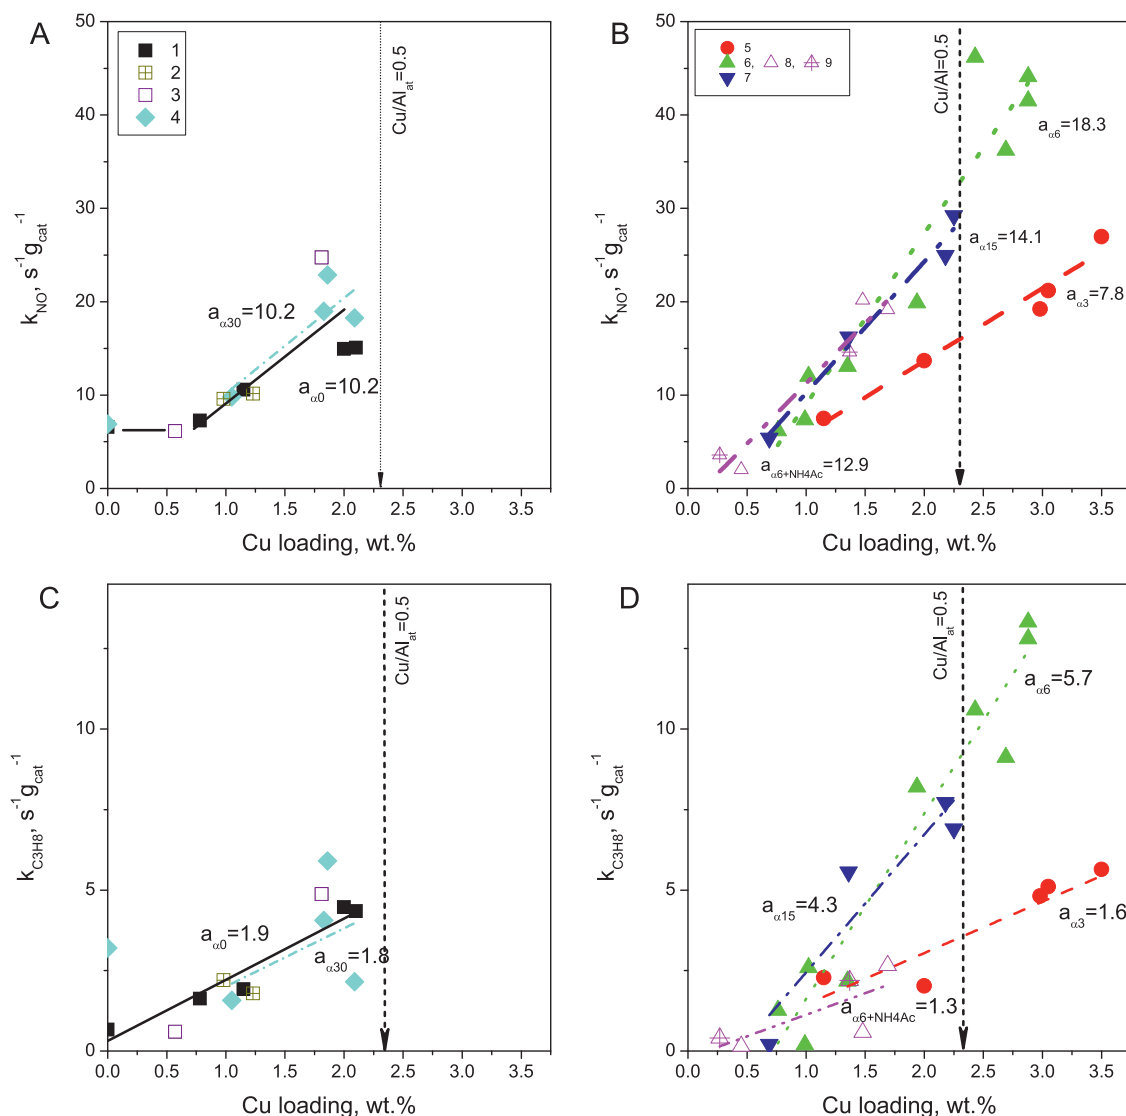 A
50
40
30
20
10
0
k_NO, s⁻¹g_cat⁻¹
1
2
3
4
Cu/Al_at=0.5
a_α30=10.2
a_α0=10.2
0.0 0.5 1.0 1.5 2.0 2.5 3.0 3.5
Cu loading, wt.%
B
50
40
30
20
10
0
k_NO, s⁻¹g_cat⁻¹
5
6, 8, 9
7
Cu/Al=0.5
a_α6=18.3
a_α15=14.1
a_α3=7.8
a_α6+NH4Ac=12.9
0.0 0.5 1.0 1.5 2.0 2.5 3.0 3.5
Cu loading, wt.%
C
10
5
0
k_C3H8, s⁻¹g_cat⁻¹
Cu/Al_at=0.5
a_α0=1.9
a_α30=1.8
0.0 0.5 1.0 1.5 2.0 2.5 3.0 3.5
Cu loading, wt.%
D
10
5
0
k_C3H8, s⁻¹g_cat⁻¹
Cu/Al_at=0.5
a_α6=5.7
a_α15=4.3
a_α3=1.6
a_α6+NH4Ac=1.3
0.0 0.5 1.0 1.5 2.0 2.5 3.0 3.5
Cu loading, wt.%